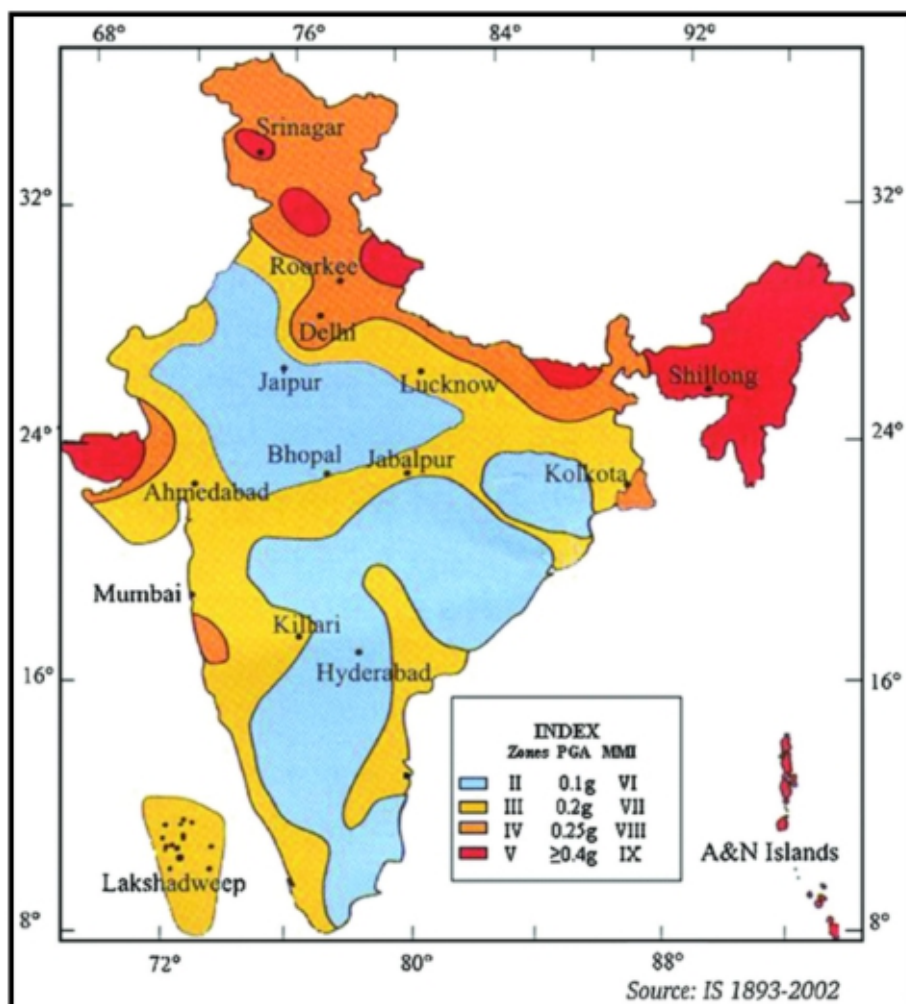 68° 76° 84° 92°
Srinagar
32° 32°
Roorkee
Delhi
Jaipur Lucknow Shillong
24° 24°
Bhopal Jabalpur Kolkota
Ahmedabad
Mumbai
Killari
Hyderabad
16° 16°
INDEX
Zones PGA MMI
II 0.1g VI
III 0.2g VII
IV 0.25g VIII
V ≥0.4g IX
A&N Islands
Lakshadweep
8° 8°
72° 80° 88°
Source: IS 1893-2002